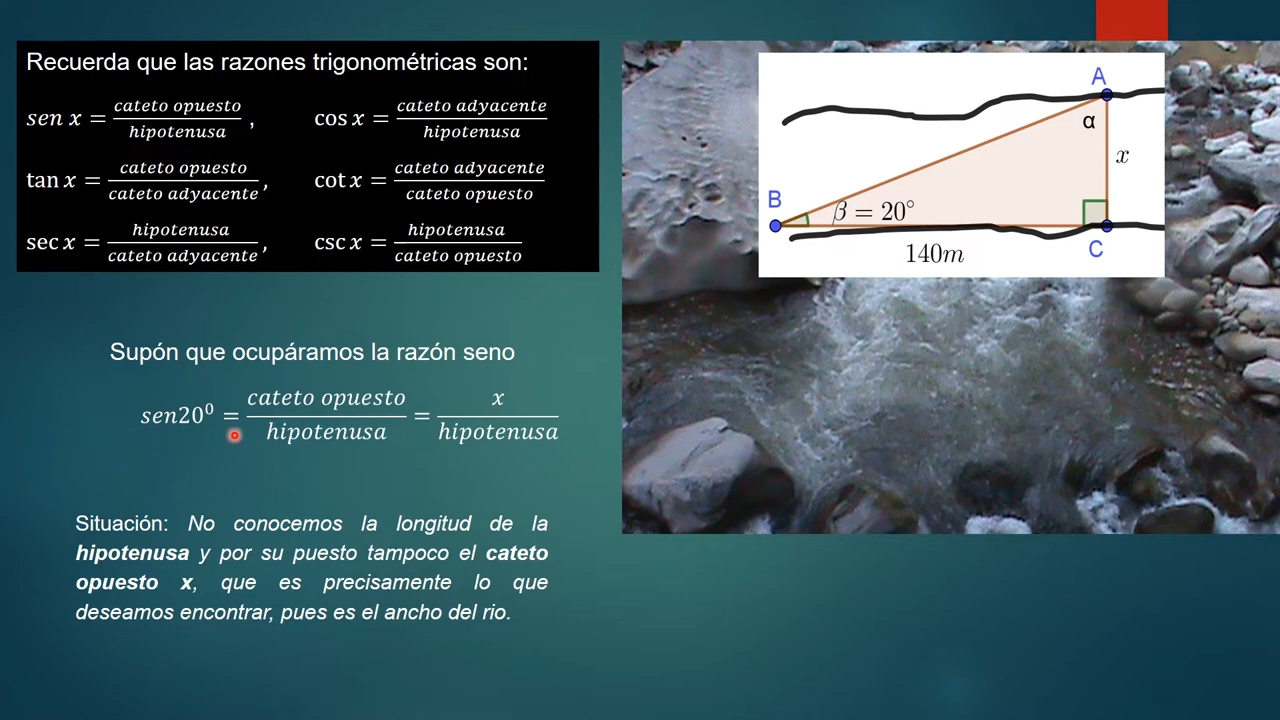 Recuerda que las razones trigonométricas son:
sen x = cateto opuesto / hipotenusa , cos x = cateto adyacente / hipotenusa
tan x = cateto opuesto / cateto adyacente , cot x = cateto adyacente / cateto opuesto
sec x = hipotenusa / cateto adyacente , csc x = hipotenusa / cateto opuesto
A
α
x
B
β = 20°
C
140m
Supón que ocupáramos la razón seno
sen20⁰ = cateto opuesto / hipotenusa = x / hipotenusa
Situación: No conocemos la longitud de la
hipotenusa y por su puesto tampoco el cateto
opuesto x, que es precisamente lo que
deseamos encontrar, pues es el ancho del rio.